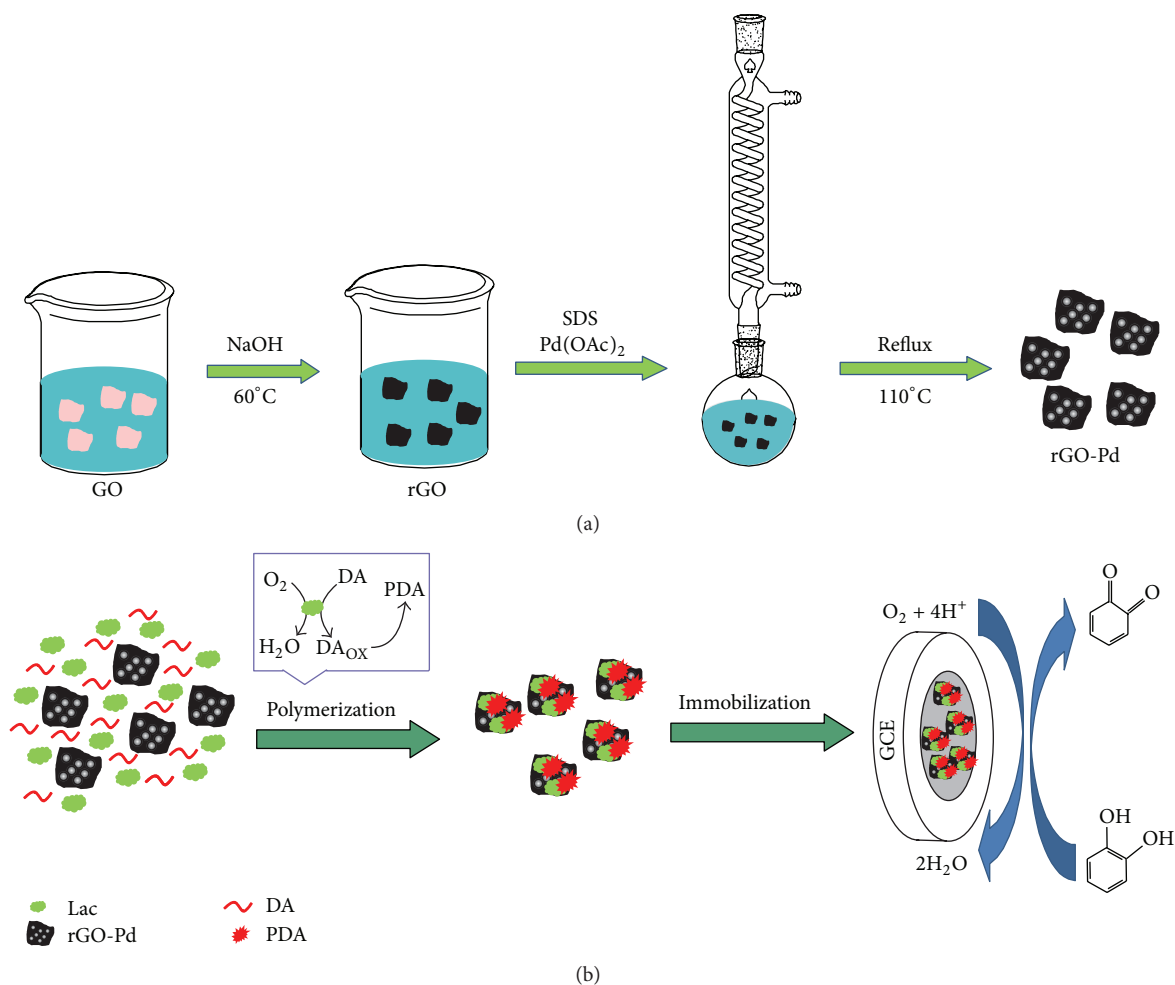 NaOH
60°C
SDS
Pd(OAc)₂
Reflux
110°C
GO
rGO
rGO-Pd
(a)
O₂
DA
PDA
H₂O
DA_OX
Polymerization
Immobilization
O₂ + 4H⁺
GCE
2H₂O
O
O
OH
OH
Lac
DA
rGO-Pd
PDA
(b)